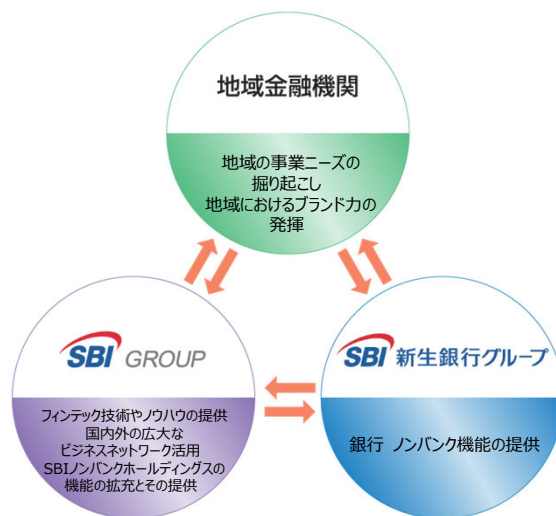 地域金融機関
地域の事業ニーズの
掘り起こし
地域におけるブランド力の
発揮
SBI GROUP
フィンテック技術やノウハウの提供
国内外の広大な
ビジネスネットワーク活用
SBIノンバンクホールディングスの
機能の拡充とその提供
SBI 新生銀行グループ
銀行 ノンバンク機能の提供